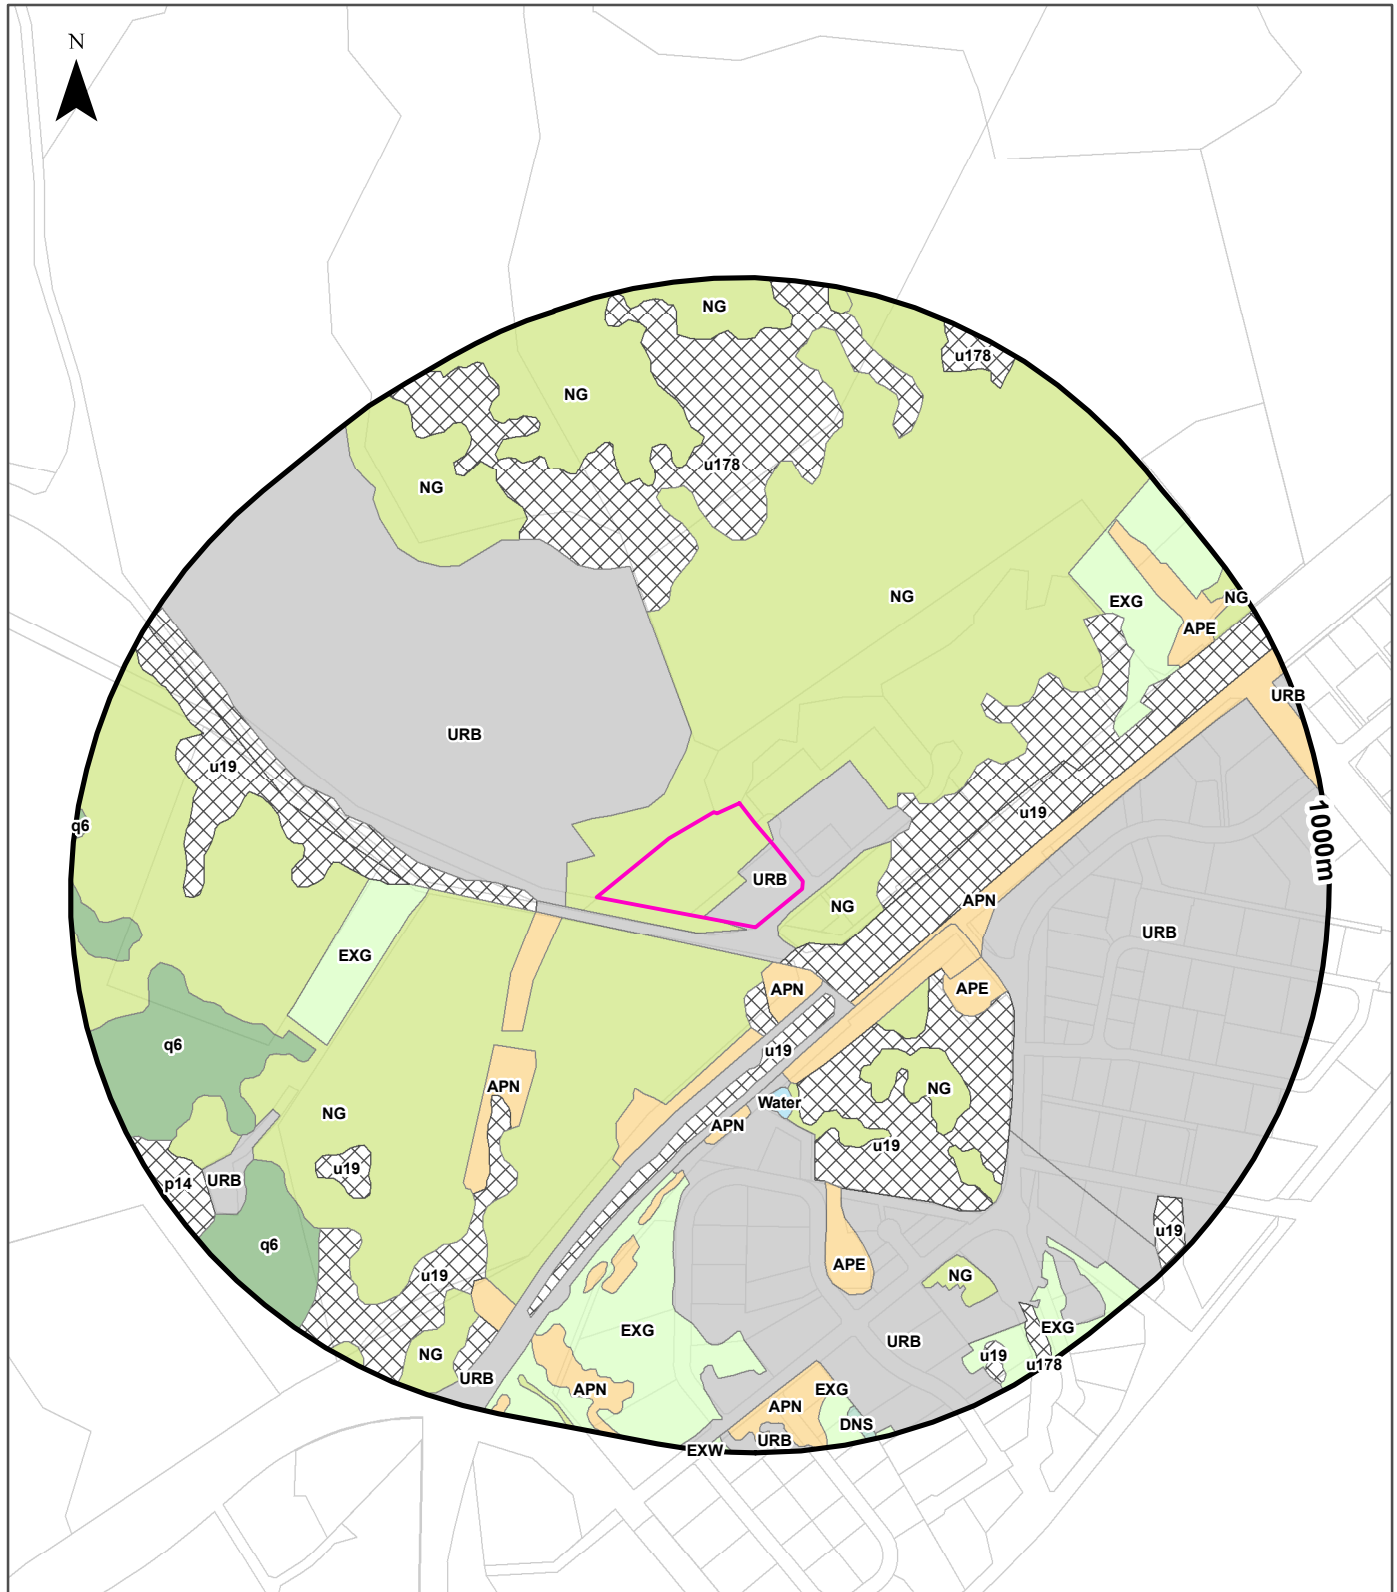 N
NG
u178
NG
u178
NG
NG
EXG
NG
APE
URB
URB
u19
u19
1000m
q6
URB
APN
NG
URB
EXG
APN
APE
q6
u19
APN
NG
Water
NG
APN
u19
u19
p14
URB
u19
q6
APE
u19
NG
EXG
EXG
URB
NG
u19
u178
URB
APN
EXG
APN
DNS
URB
EXW